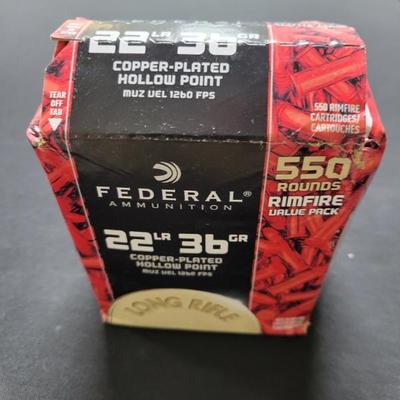 22LR 36GR
COPPER-PLATED
HOLLOW POINT
MUZ VEL 1260 FPS
TEAR
OFF
TAB
550 RIMFIRE
CARTRIDGES/
CARTOUCHES
FEDERAL®
AMMUNITION
550
ROUNDS
RIMFIRE
VALUE PACK
22LR 36GR
COPPER-PLATED
HOLLOW POINT
MUZ VEL 1260 FPS
LONG RIFLE